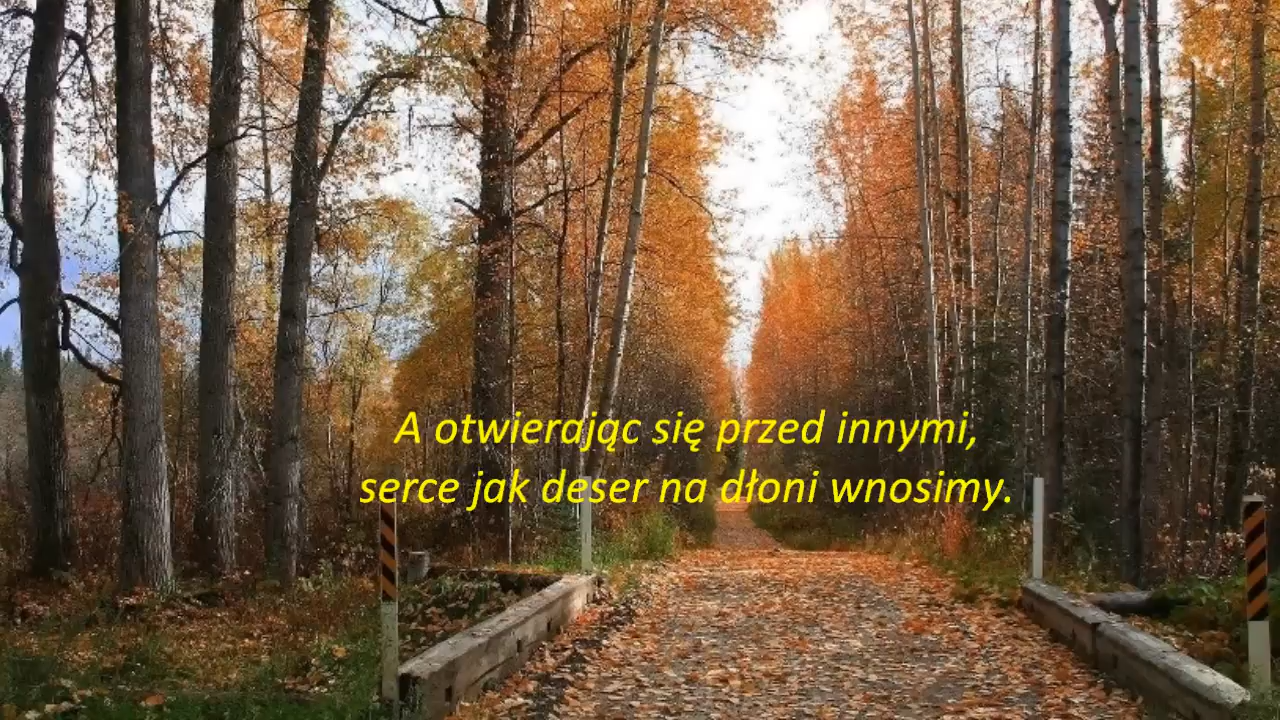 A otwierając się przed innymi,
serce jak deser na dłoni wnosimy.